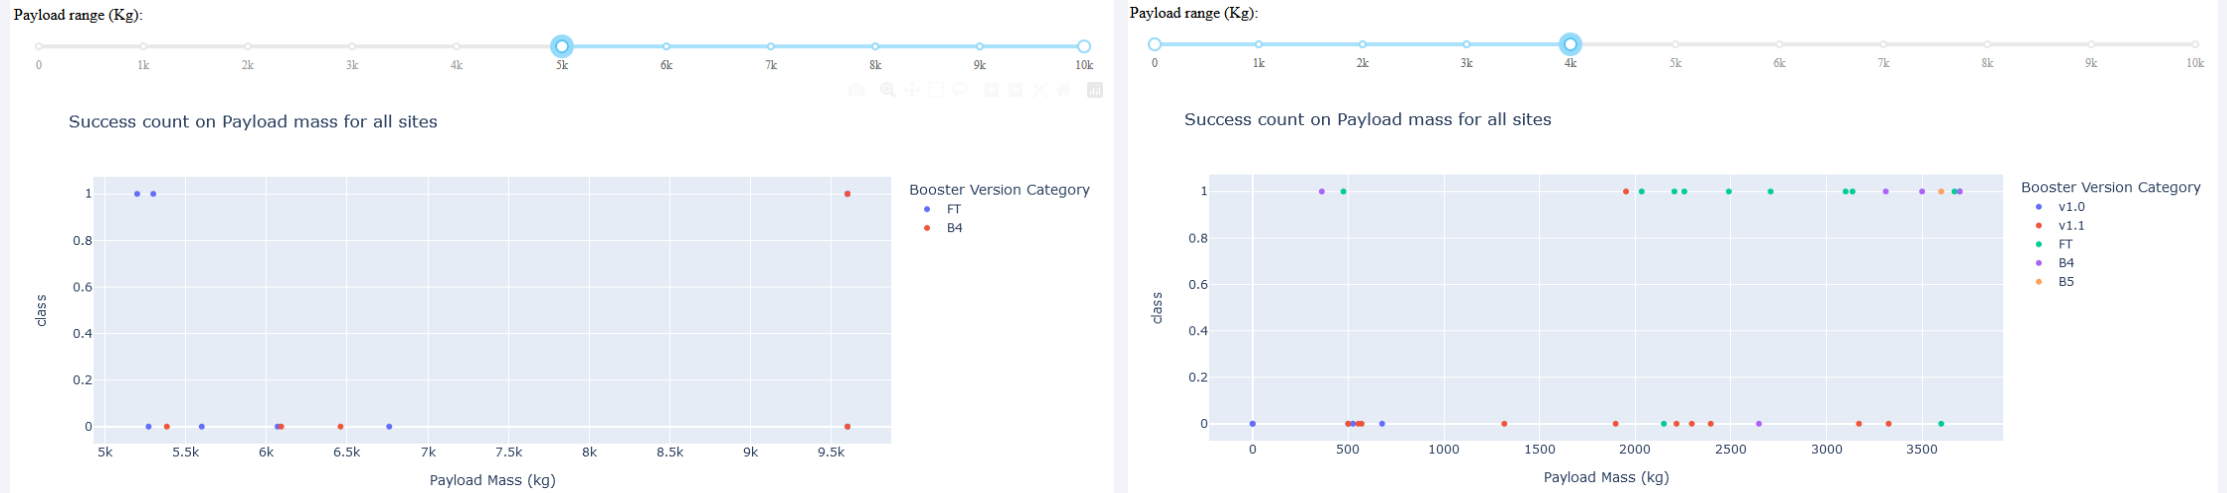 Payload range (Kg):
0 1k 2k 3k 4k 5k 6k 7k 8k 9k 10k
Success count on Payload mass for all sites
1
0.8
0.6
0.4
0.2
0
class
5k 5.5k 6k 6.5k 7k 7.5k 8k 8.5k 9k 9.5k
Payload Mass (kg)
Booster Version Category
FT
B4
Payload range (Kg):
0 1k 2k 3k 4k 5k 6k 7k 8k 9k 10k
Success count on Payload mass for all sites
1
0.8
0.6
0.4
0.2
0
class
0 500 1000 1500 2000 2500 3000 3500
Payload Mass (kg)
Booster Version Category
v1.0
v1.1
FT
B4
B5